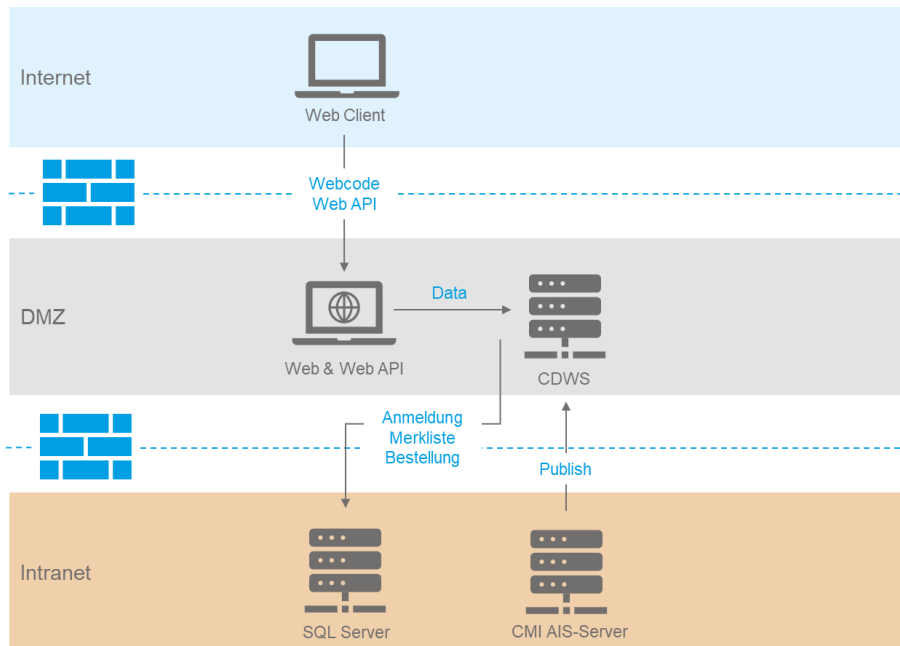 Internet
Web Client
Webcode
Web API
DMZ
Data
Web & Web API
CDWS
Anmeldung
Merkliste
Bestellung
Publish
Intranet
SQL Server
CMI AIS-Server